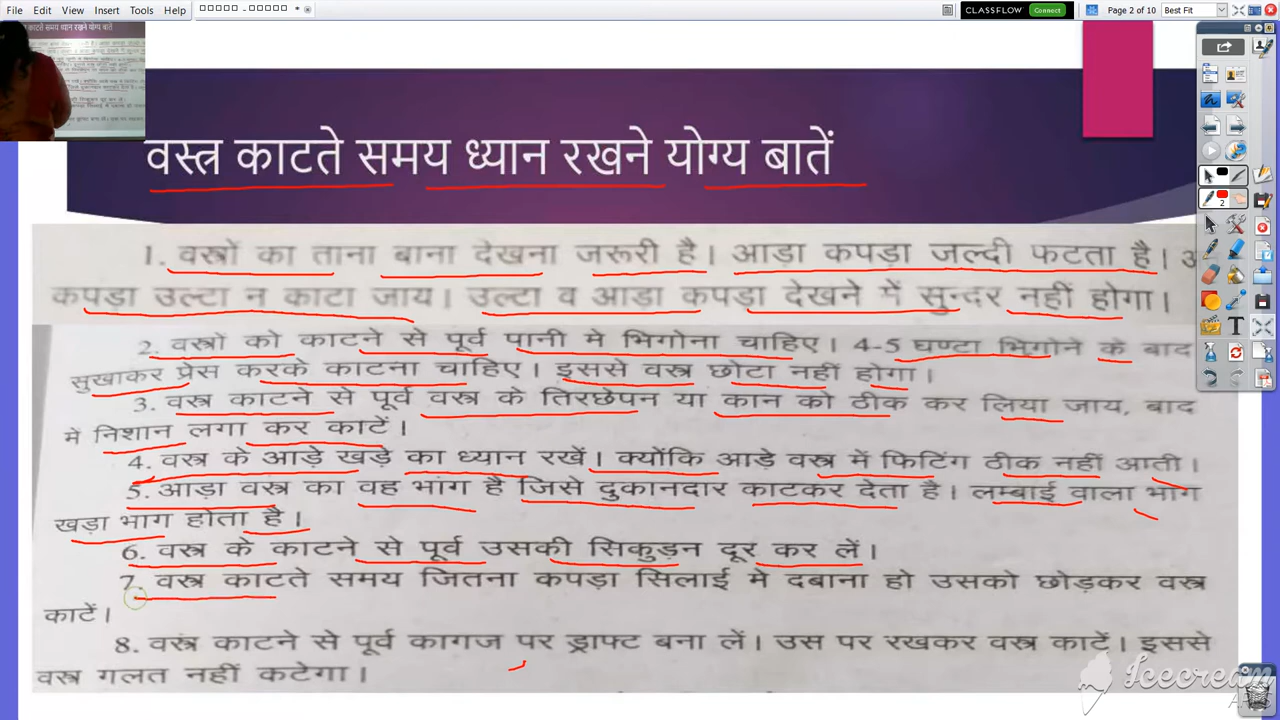 File Edit View Insert Tools Help
CLASSFLOW Connect
Page 2 of 10 Best Fit
वस्त्र काटते समय ध्यान रखने योग्य बातें
1. वस्त्रों का ताना बाना देखना जरूरी है। आड़ा कपड़ा जल्दी फटता है।
कपड़ा उल्टा न काटा जाय। उल्टा व आडा कपड़ा देखने में सुन्दर नहीं होगा।
2. वस्त्रों को काटने से पूर्व पानी मे भिगोना चाहिए। 4-5 घण्टा भिगोने के बाद
सुखाकर प्रेस करके काटना चाहिए। इससे वस्त्र छोटा नहीं होगा।
3. वस्त्र काटने से पूर्व वस्त्र के तिरछेपन या कान को ठीक कर लिया जाय, बाद
में निशान लगा कर काटें।
4. वस्त्र के आड़े खड़े का ध्यान रखें। क्योंकि आड़े वस्त्र में फिटिंग ठीक नहीं आती।
5. आड़ा वस्त्र का वह भांग है जिसे दुकानदार काटकर देता है। लम्बाई वाला भाग
खड़ा भाग होता है।
6. वस्त्र के काटने से पूर्व उसकी सिकुड़न दूर कर लें।
7. वस्त्र काटते समय जितना कपड़ा सिलाई मे दबाना हो उसको छोड़कर वस्त्र
काटें।
8. वस्त्र काटने से पूर्व कागज पर ड्राफ्ट बना लें। उस पर रखकर वस्त्र काटें। इससे
वस्त्र गलत नहीं कटेगा।
2
Icecream
APPS